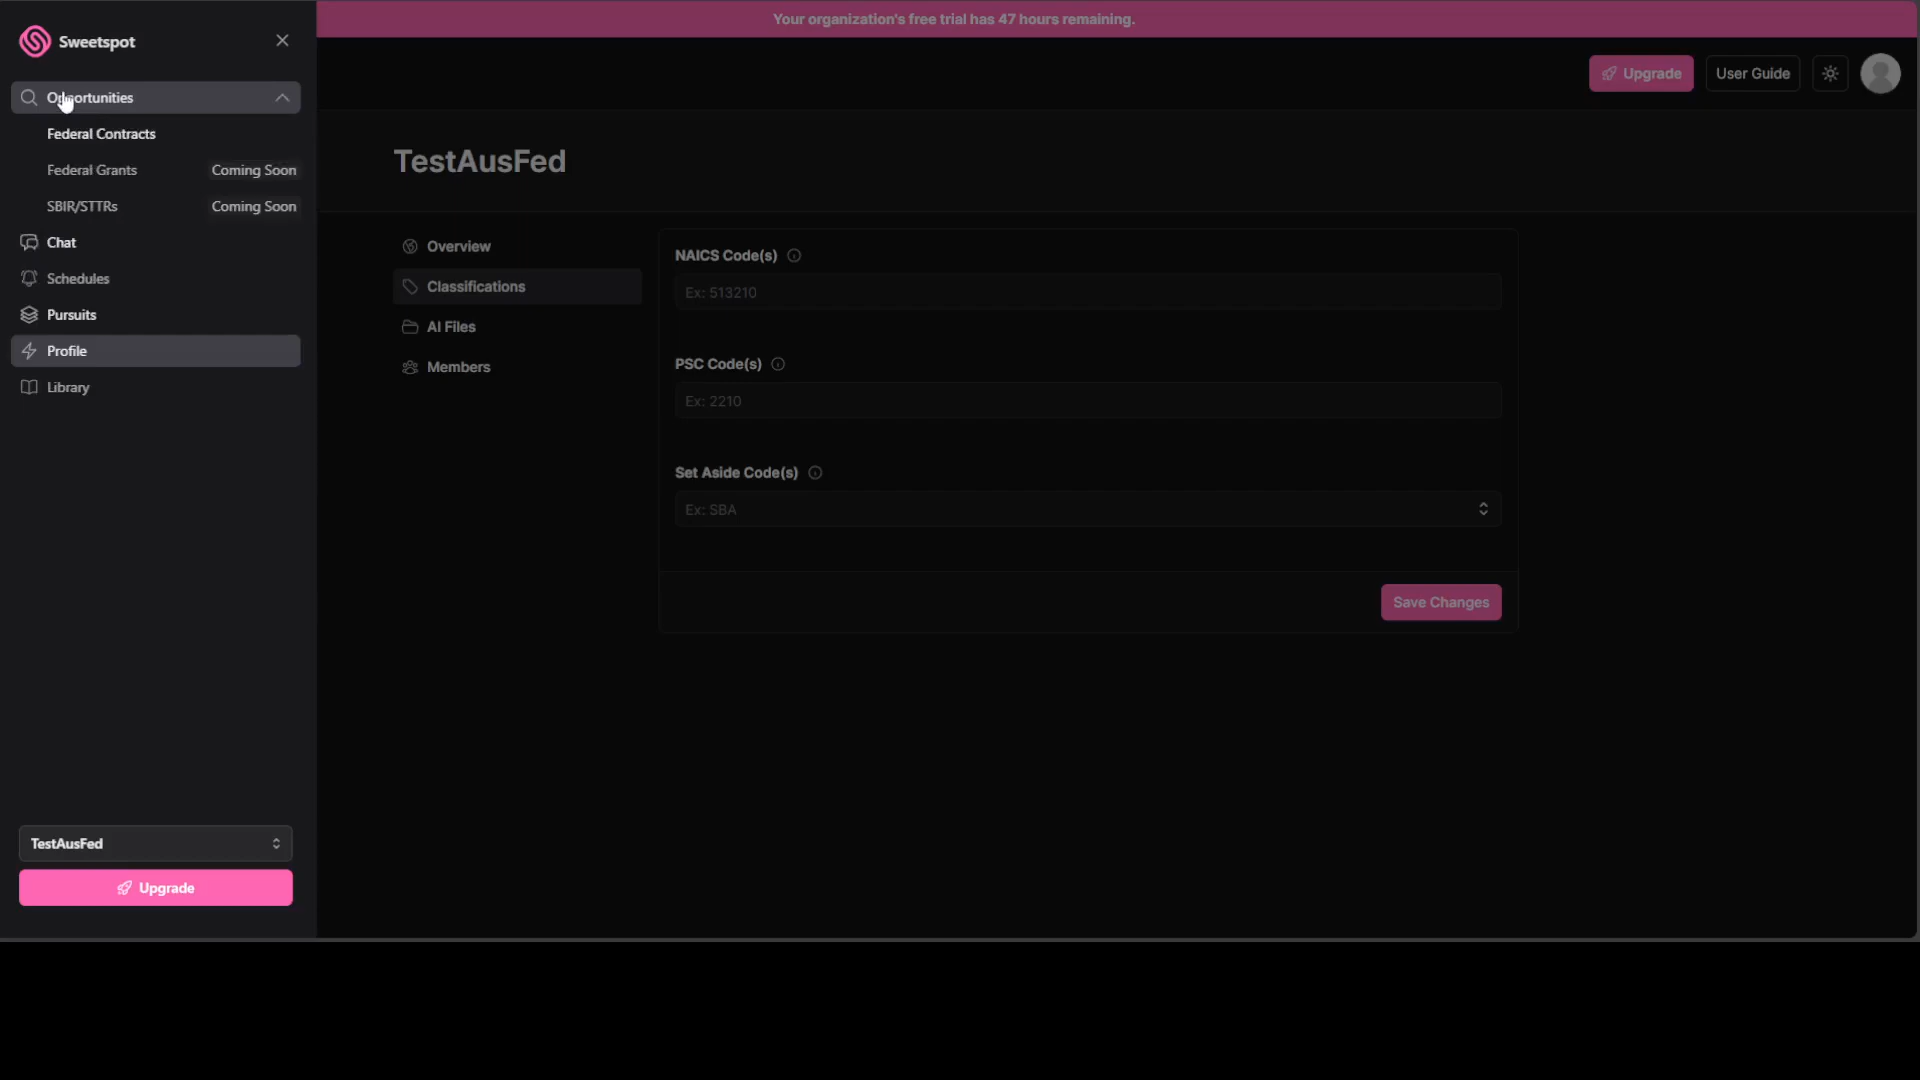 Your organization's free trial has 47 hours remaining.
Sweetspot
Upgrade
User Guide
Opportunities
Federal Contracts
Federal Grants Coming Soon
SBIR/STTRs Coming Soon
Chat
Schedules
Pursuits
Profile
Library
TestAusFed
Upgrade
TestAusFed
Overview
Classifications
AI Files
Members
NAICS Code(s)
Ex: 513210
PSC Code(s)
Ex: 2210
Set Aside Code(s)
Ex: SBA
Save Changes